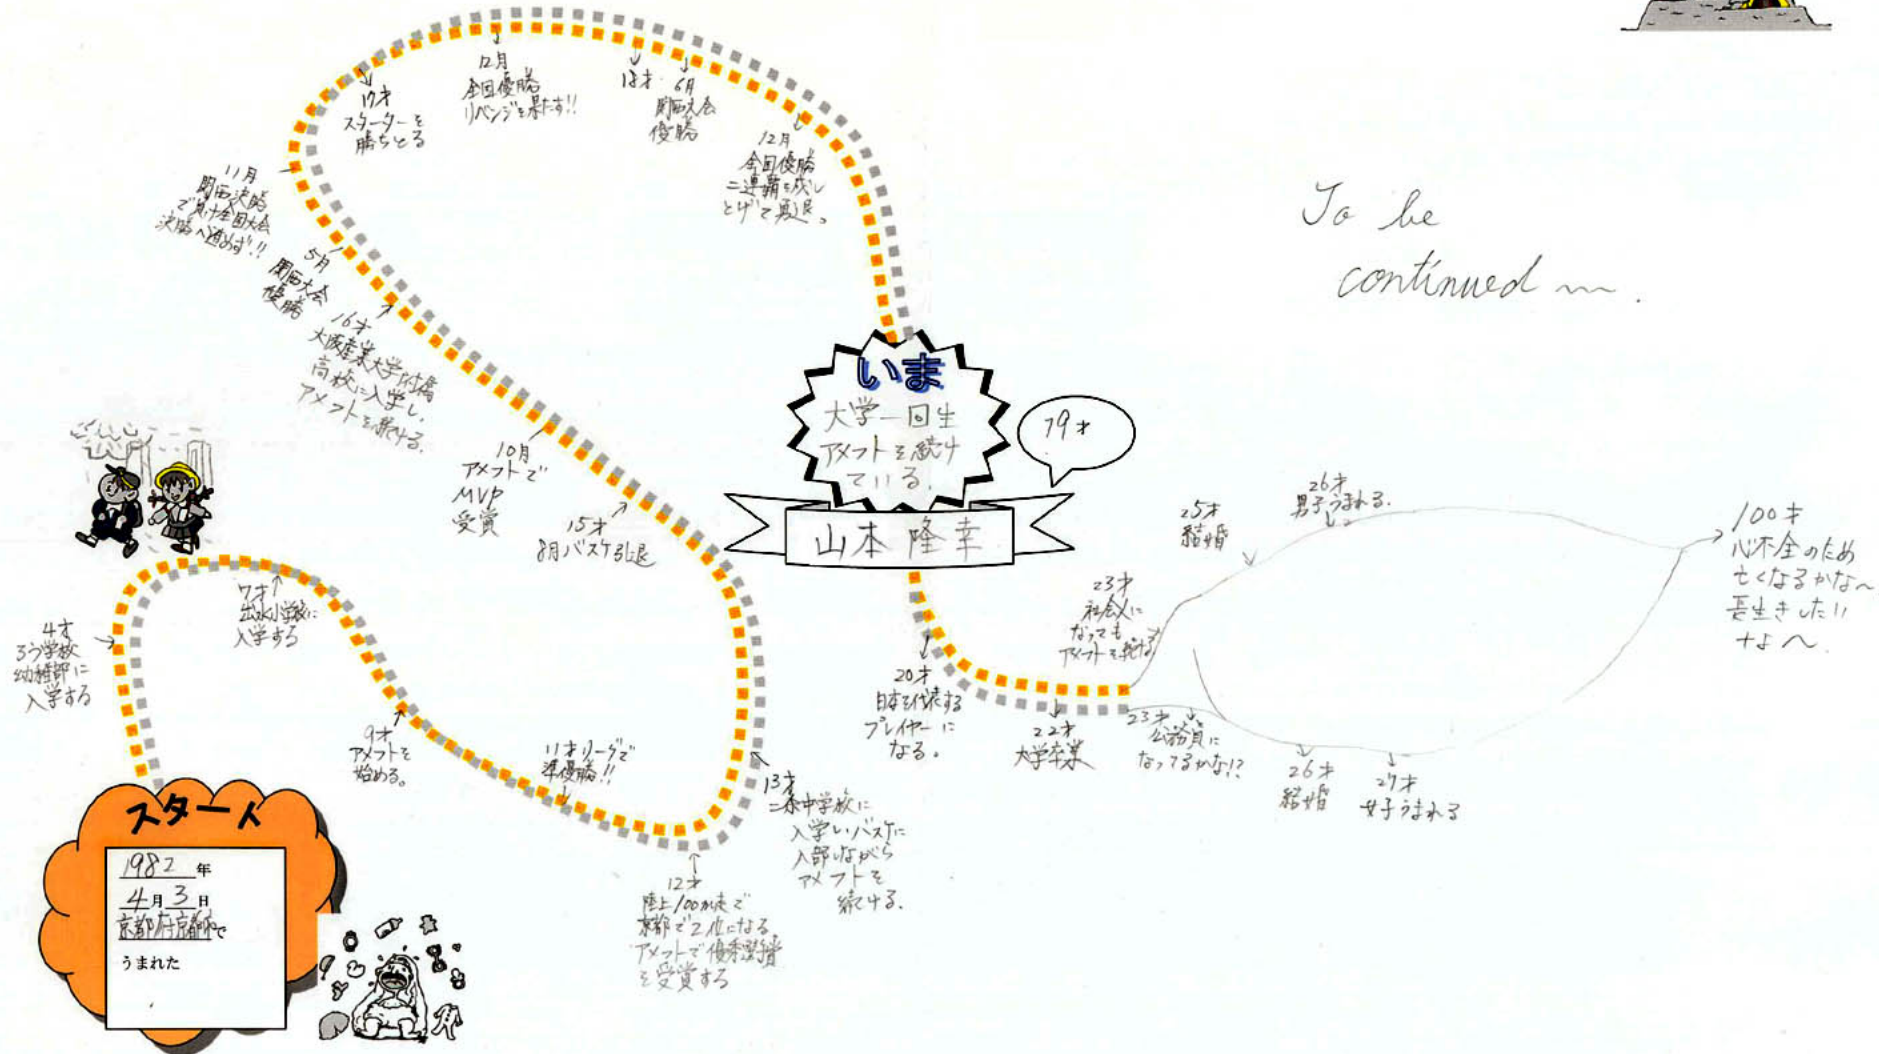 スタート
1982年
4月3日
京都府京都市で
うまれた
4才
ろう学校
幼稚部に
入学する
7才
出水小学校に
入学する
9才
アメフトを
始める。
11才リーグで
準優勝!!
12才
陸上100m走で
京都で2位になる
アメフトで優秀選手賞
を受賞する
13才
二条中学校に
入学しバスケに
入部しながら
アメフトを
続ける.
15才
8月バスケ引退
10月
アメフトで
MVP
受賞
16才
大阪産業大学付属
高校に入学し,
アメフトを続ける.
5月
関西大会
優勝
11月
関西決勝
で負け全国大会
決勝へ進めず!!
17才
スターターを
勝ちとる
12月
全国優勝
リベンジを果たす!!
18才
6月
関西大会
優勝
12月
全国優勝
二連覇を成し
とげて引退。
いま
大学一回生
アメフトを続け
ている.
19才
山本隆幸
20才
日本を代表する
プレイヤーに
なる。
22才
大学卒業
23才
社会人に
なっても
アメフトを続ける
25才
結婚
26才
男子うまれる.
23才
公務員に
なってるかな!?
26才
結婚
27才
女子うまれる
100才
心不全のため
亡くなるかな〜
長生きしたい
なよ〜.
To be
continued 〜.